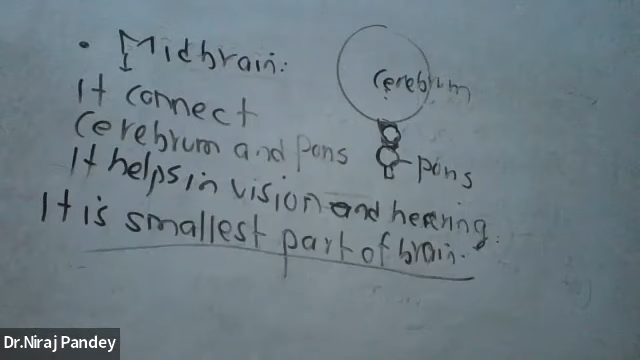 • Midbrain:
It connect
Cerebrum and Pons
It helps in vision and hearing.
It is smallest part of brain.
Cerebrum
pons
Dr.Niraj Pandey